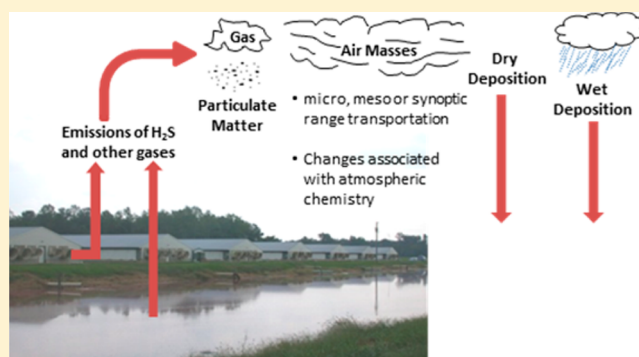 Gas
Particulate
Matter
Emissions of H₂S
and other gases
Air Masses
• micro, meso or synoptic
range transportation
• Changes associated
with atmospheric
chemistry
Dry
Deposition
Wet
Deposition